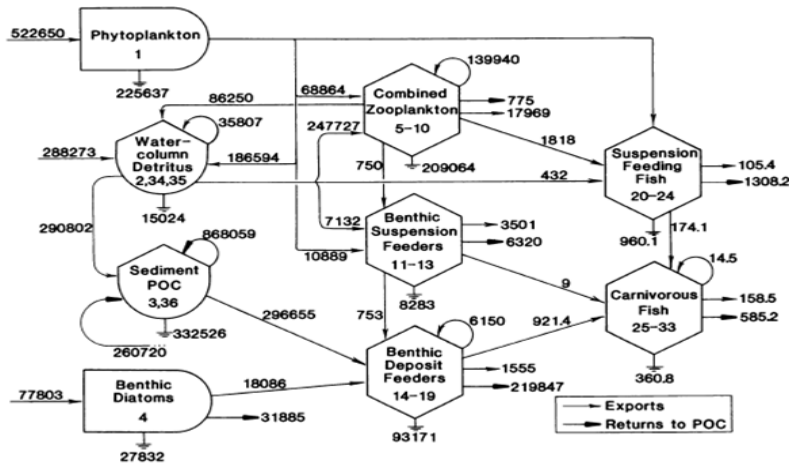 522650
Phytoplankton
1
225637
139940
Combined
Zooplankton
5-10
775
17969
68864
86250
209064
35807
Water-
column
Detritus
2,34,35
288273
186594
247727
1818
Suspension
Feeding
Fish
20-24
105.4
1308.2
432
750
15024
290802
960.1
174.1
7132
10889
Benthic
Suspension
Feeders
11-13
3501
6320
8283
868059
Sediment
POC
3,36
332526
260720
296655
753
9
921.4
14.5
Carnivorous
Fish
25-33
158.5
585.2
360.8
6150
Benthic
Deposit
Feeders
14-19
1555
219847
93171
77803
Benthic
Diatoms
4
18086
31885
27832
Exports
Returns to POC